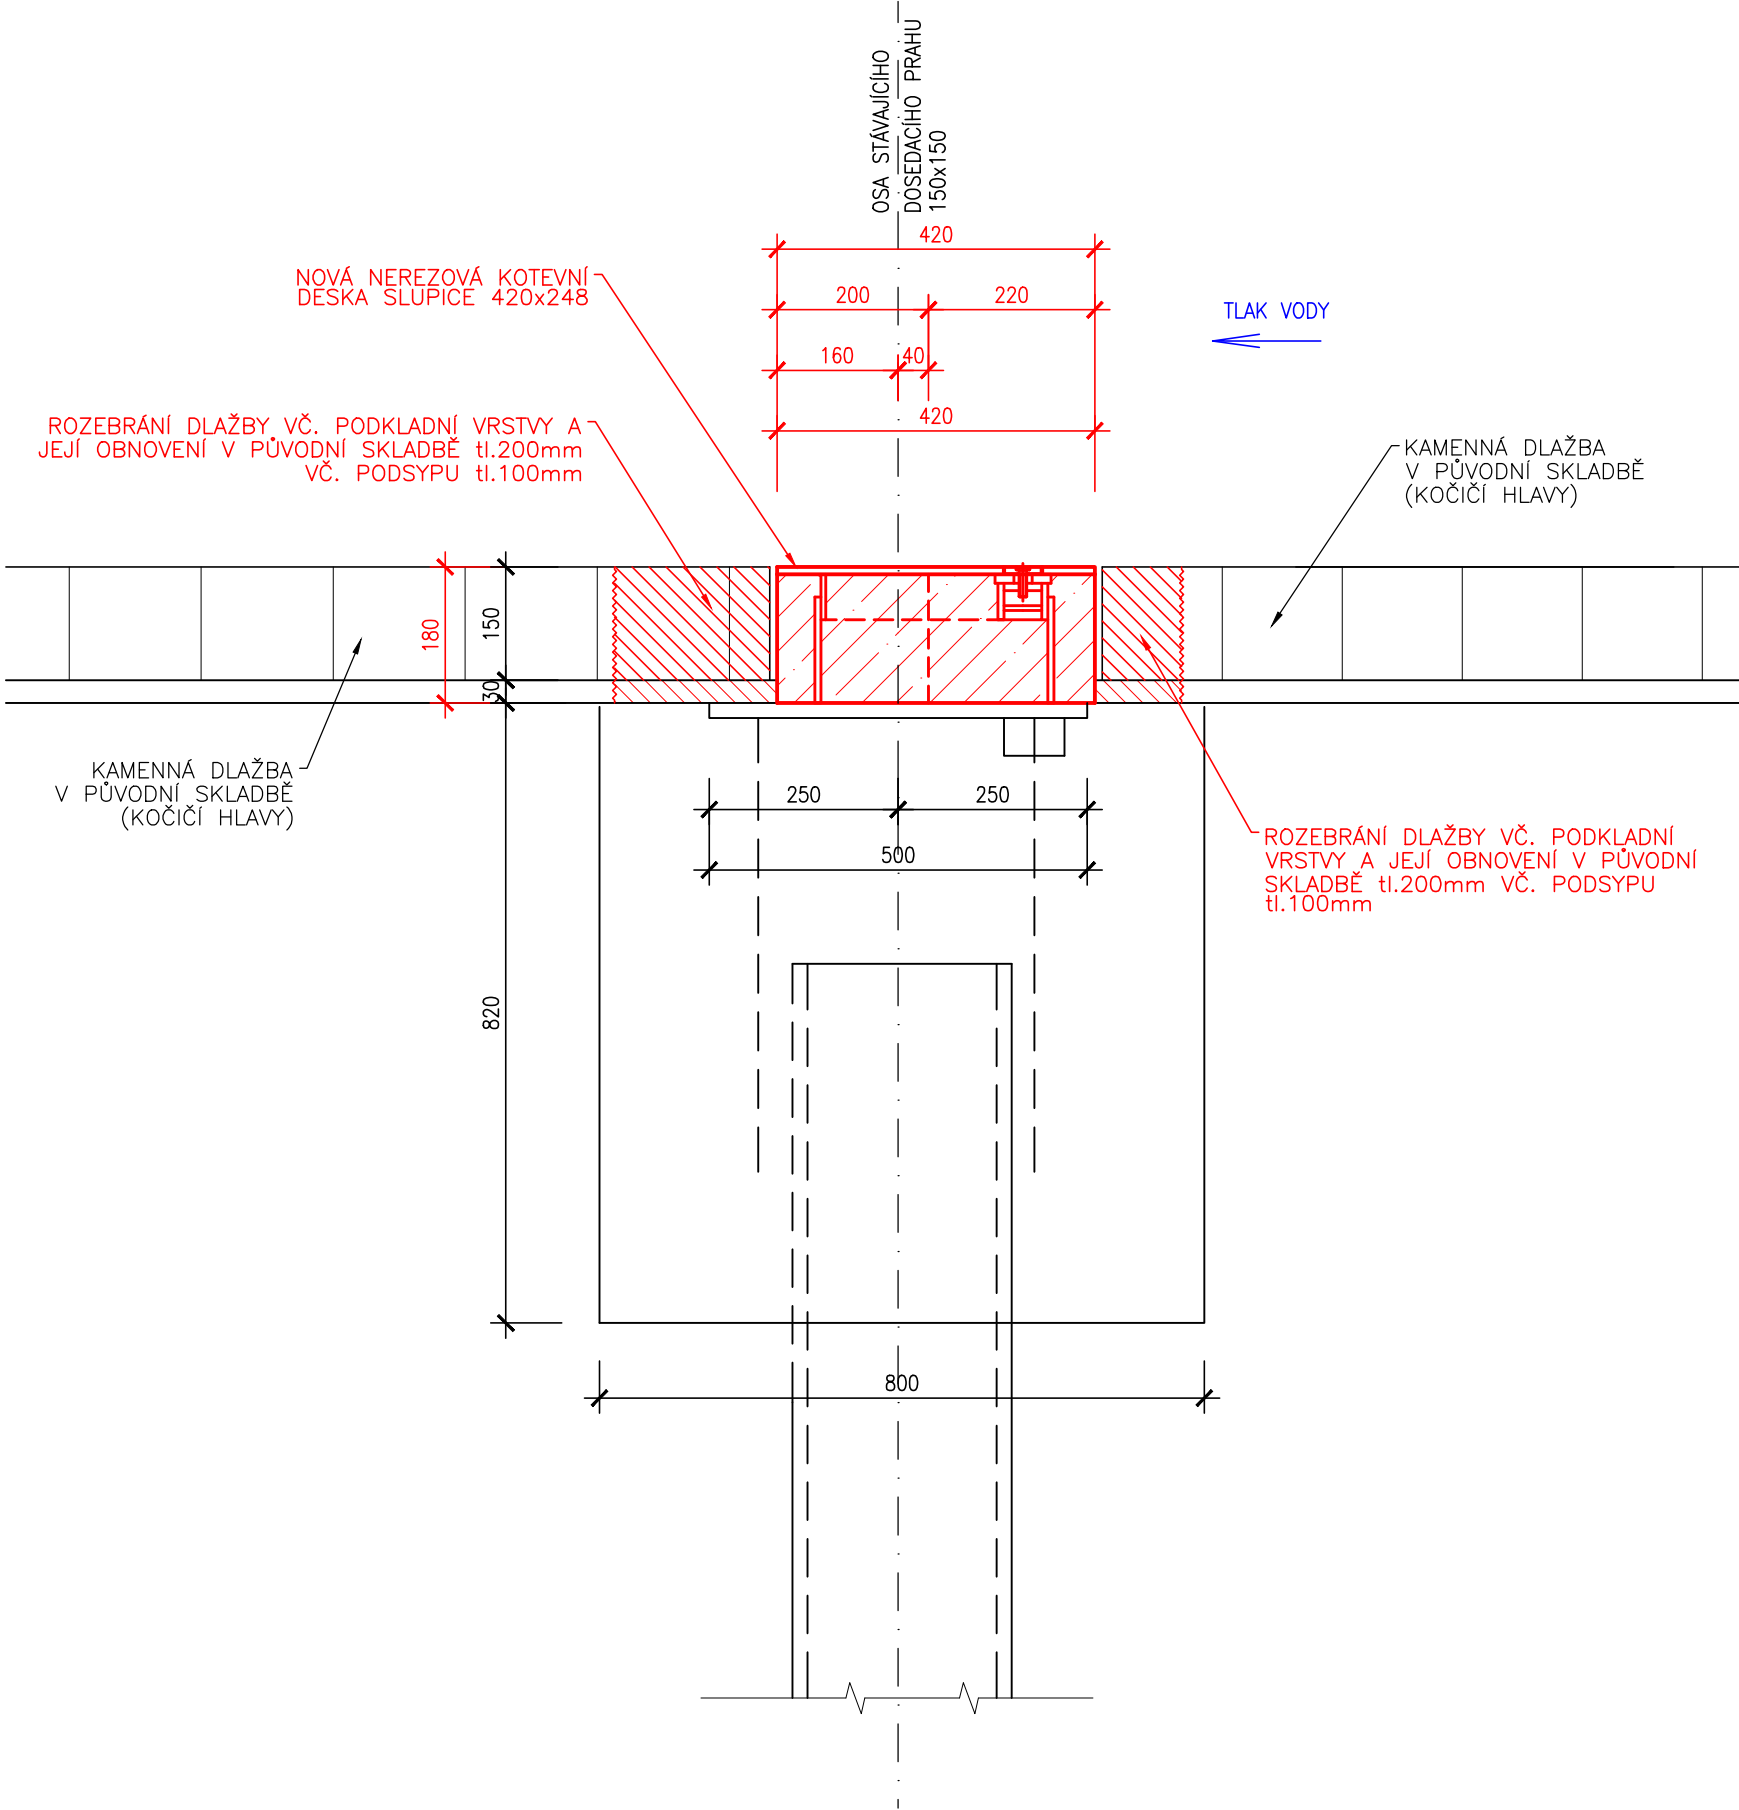 OSA STÁVAJÍCÍHO
DOSEDACÍHO PRAHU
150x150
420
NOVÁ NEREZOVÁ KOTEVNÍ
DESKA SLUPICE 420x248
200
220
TLAK VODY
160
40
420
ROZEBRÁNÍ DLAŽBY VČ. PODKLADNÍ VRSTVY A
JEJÍ OBNOVENÍ V PŮVODNÍ SKLADBĚ tl.200mm
VČ. PODSYPU tl.100mm
KAMENNÁ DLAŽBA
V PŮVODNÍ SKLADBĚ
(KOČIČÍ HLAVY)
180
150
30
KAMENNÁ DLAŽBA
V PŮVODNÍ SKLADBĚ
(KOČIČÍ HLAVY)
250
250
500
ROZEBRÁNÍ DLAŽBY VČ. PODKLADNÍ
VRSTVY A JEJÍ OBNOVENÍ V PŮVODNÍ
SKLADBĚ tl.200mm VČ. PODSYPU
tl.100mm
820
800